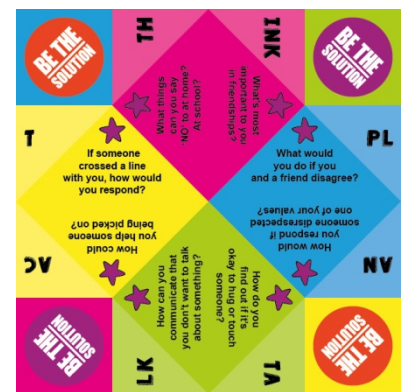 BE THE
SOLUTION
TH
INK
BE THE
SOLUTION
What things
can you say
'NO' to at home?
At school?
What's most
important to you
in friendships?
T
PL
If someone
crossed a line
with you, how would
you respond?
What would
you do if you
and a friend disagree?
How could
you help someone
being picked on?
How would
you respond if
someone disrespected
one of your values?
AC
AN
How can you
communicate that
you don't want to talk
about something?
How do you
find out if it's
okay to hug or touch
someone?
BE THE
SOLUTION
LK
TA
BE THE
SOLUTION